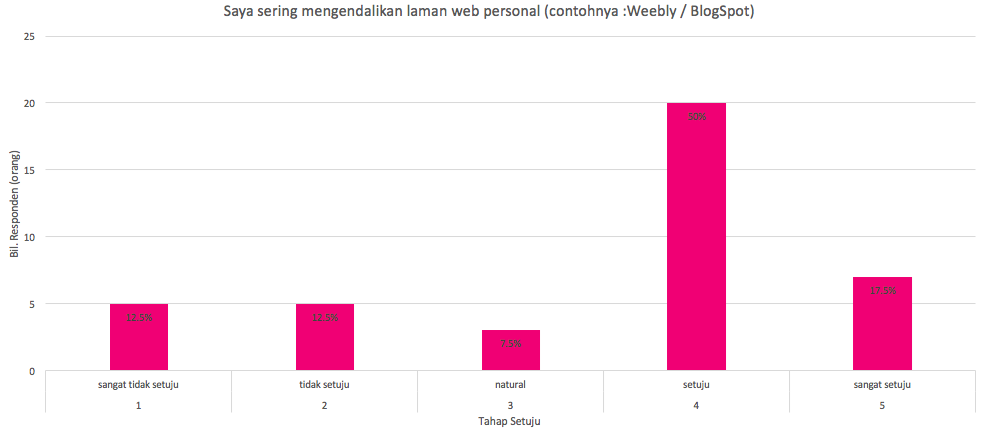 Saya sering mengendalikan laman web personal (contohnya :Weebly / BlogSpot)
25
20
15
10
5
0
Bil. Responden (orang)
12.5%
12.5%
7.5%
50%
17.5%
sangat tidak setuju
tidak setuju
natural
setuju
sangat setuju
1
2
3
4
5
Tahap Setuju